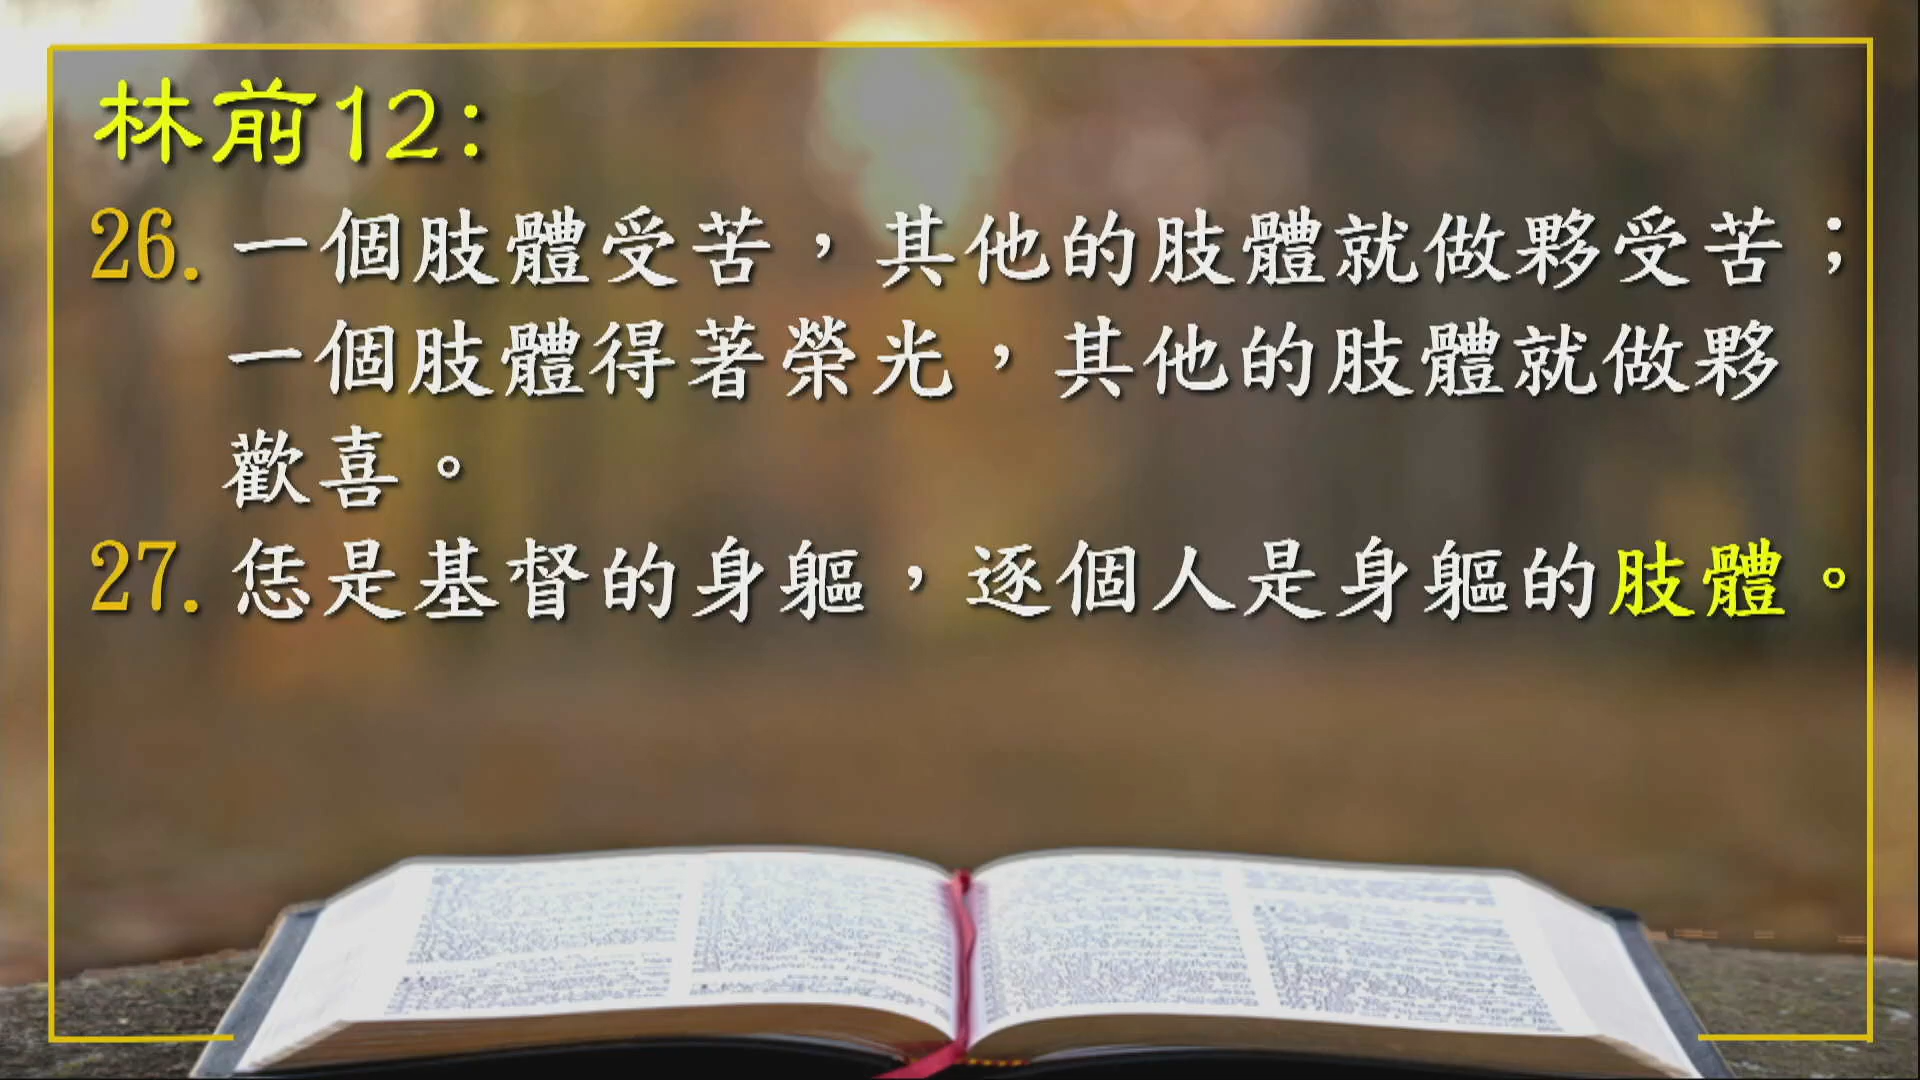 林前12：
26. 一個肢體受苦，其他的肢體就做夥受苦；
一個肢體得著榮光，其他的肢體就做夥
歡喜。
27. 恁是基督的身軀，逐個人是身軀的肢體。